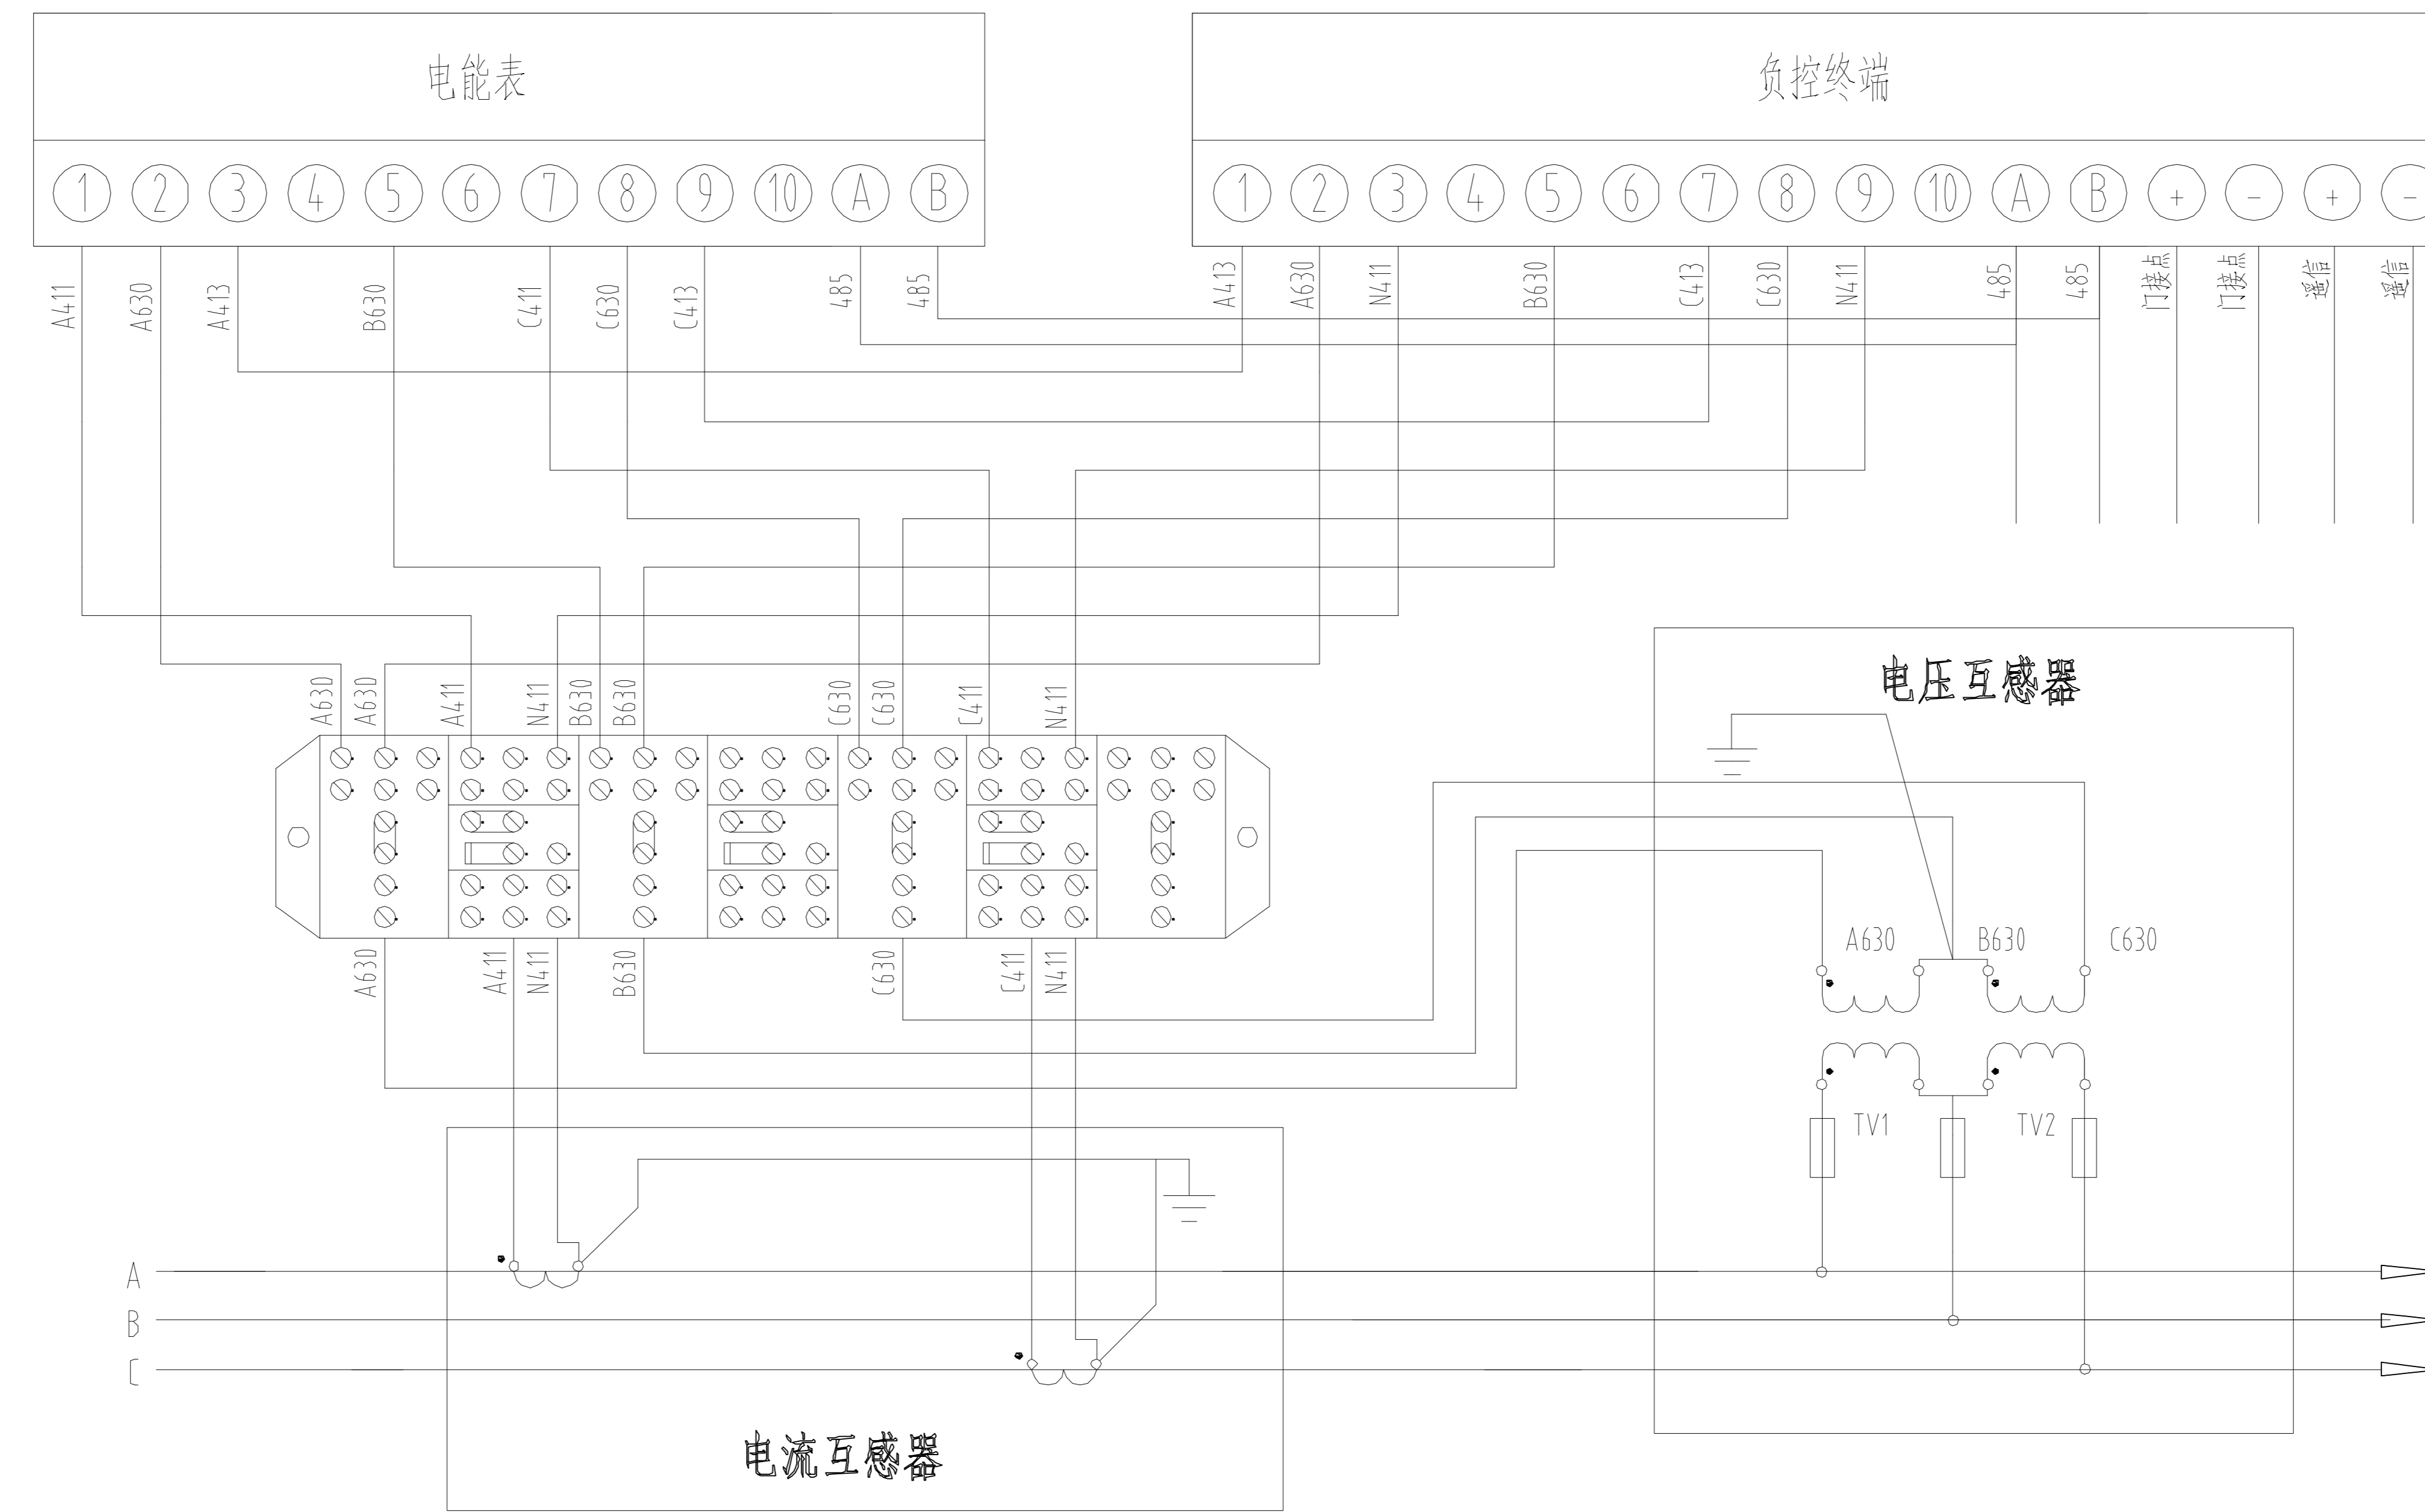 电能表
负控终端
1 2 3 4 5 6 7 8 9 10 A B
1 2 3 4 5 6 7 8 9 10 A B + - + -
A411 A630 A413 B630 C411 C630 C413 485 485
A413 A630 N411 B630 C413 C630 N411 485 485 门接点 门接点 遥信 遥信
电压互感器
A630 A630 A411 N411 B630 B630 C630 C630 C411 N411
A630 B630 C630
A630 A411 N411 B630 C630 C411 N411
TV1 TV2
A
B
C
电流互感器